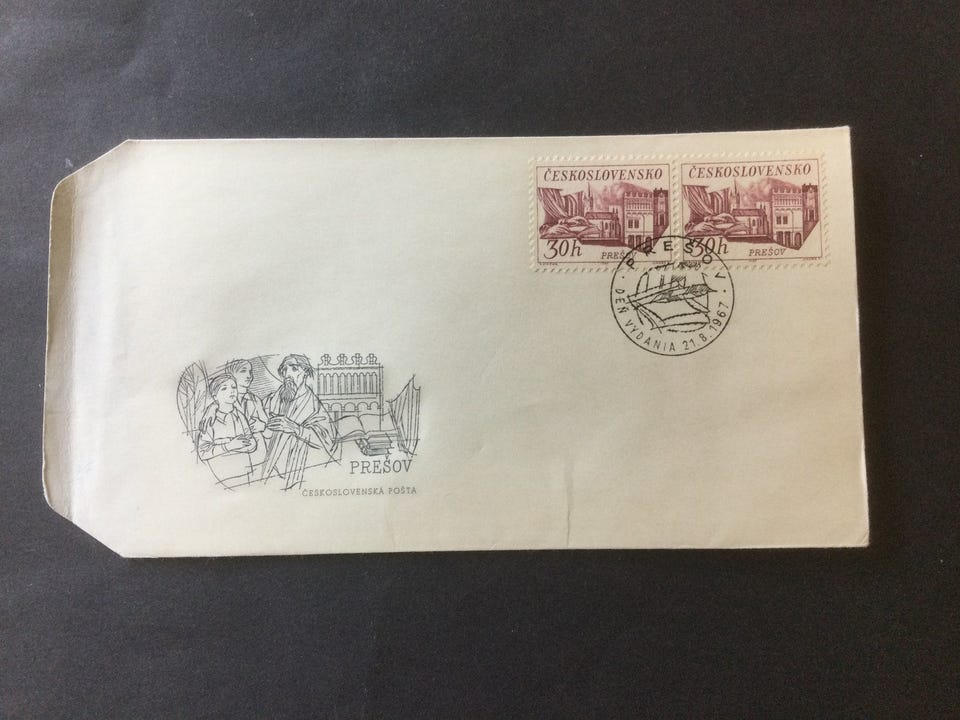 ČESKOSLOVENSKO
30h
PREŠOV
ČESKOSLOVENSKO
30h
PREŠOV
PREŠOV
DEŇ VYDANIA 21.8.1967
PREŠOV
ČESKOSLOVENSKÁ POŠTA